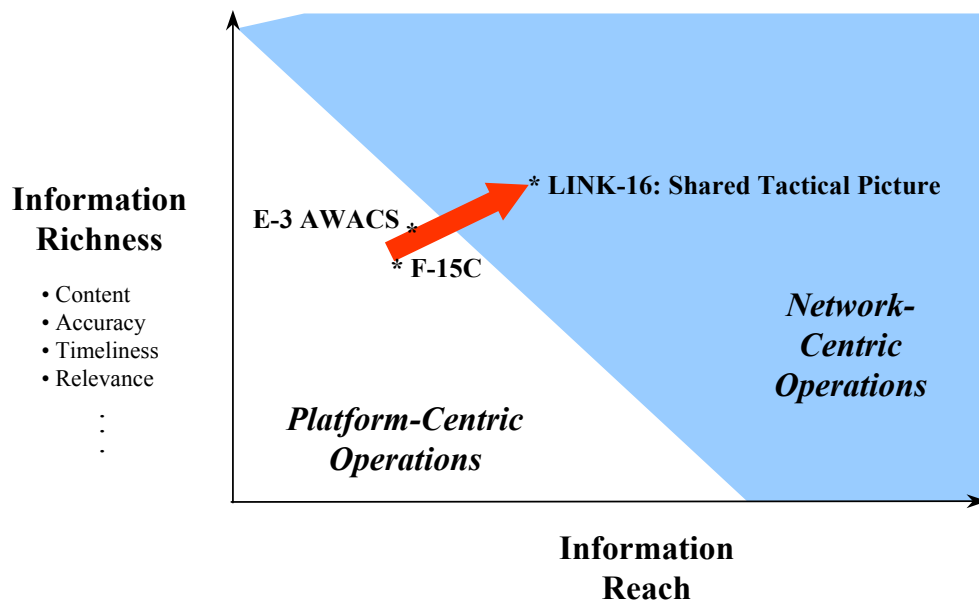 Information
Richness
• Content
• Accuracy
• Timeliness
• Relevance
.
.
.
E-3 AWACS *
* F-15C
* LINK-16: Shared Tactical Picture
Network-
Centric
Operations
Platform-Centric
Operations
Information
Reach